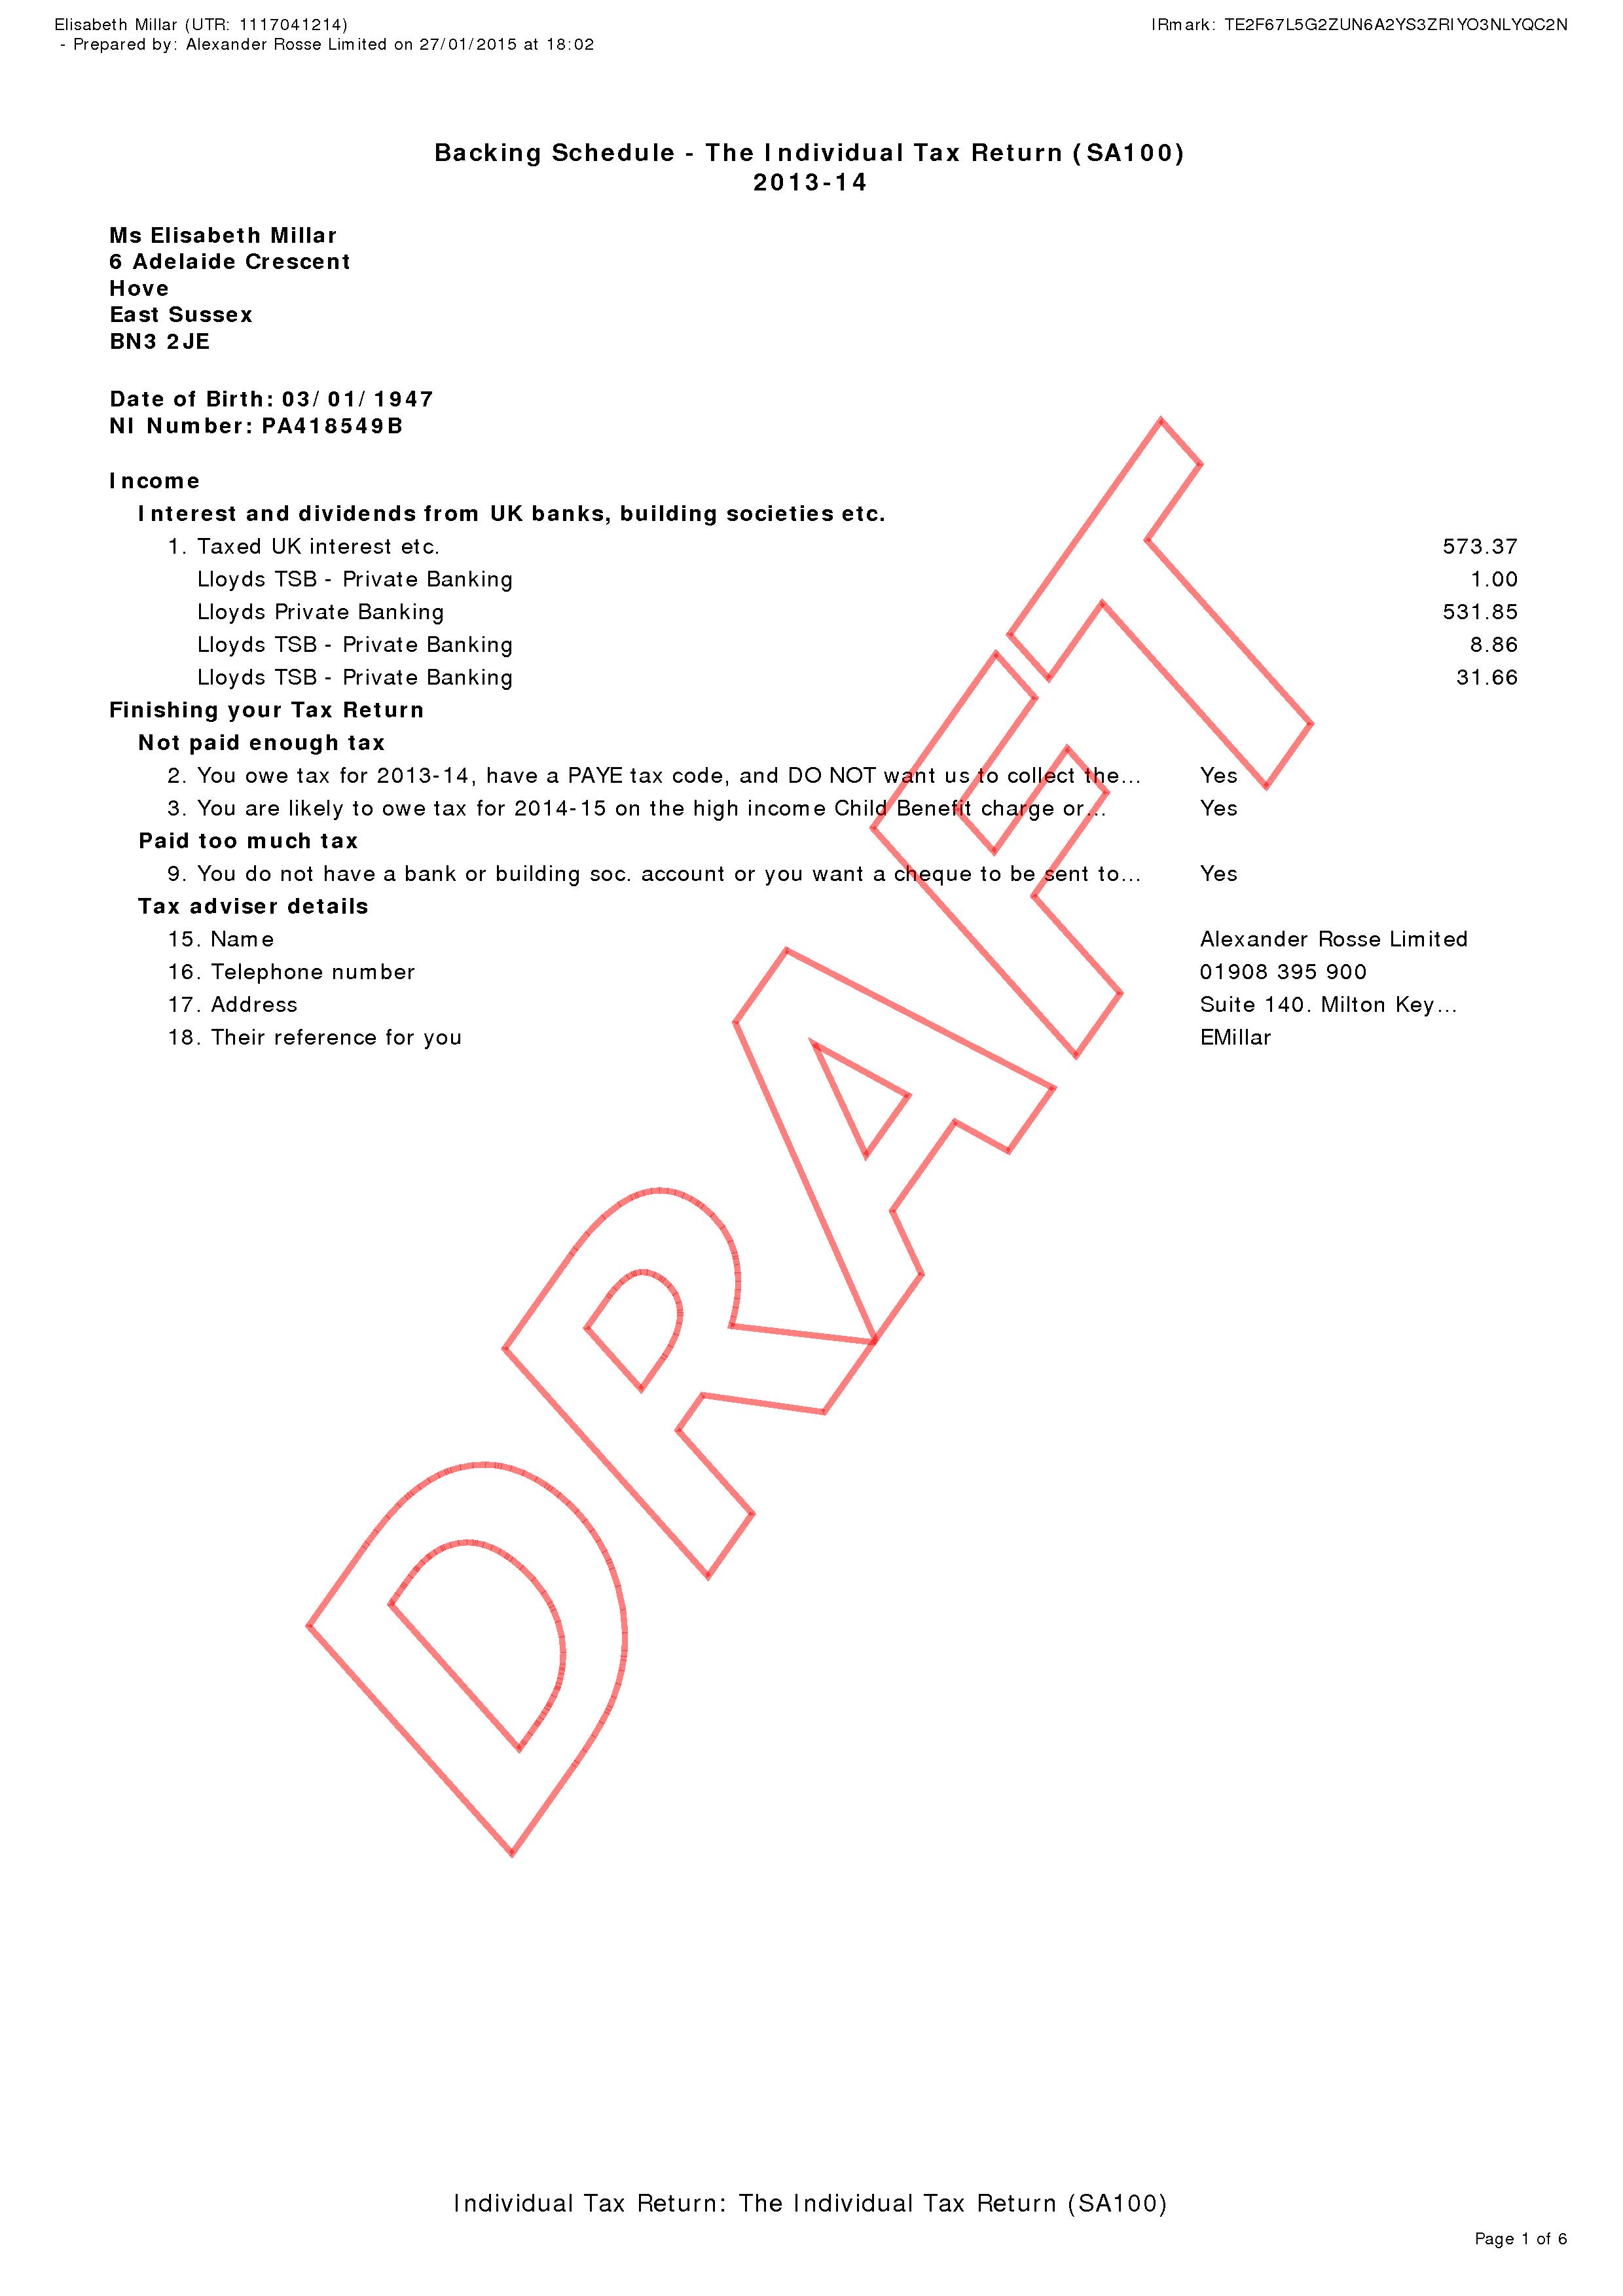 Elisabeth Millar (UTR: 1117041214)
IRmark: TE2F67L5G2ZUN6A2YS3ZRIYO3NLYQC2N
- Prepared by: Alexander Rosse Limited on 27/01/2015 at 18:02
Backing Schedule - The Individual Tax Return (SA100)
2013-14
Ms Elisabeth Millar
6 Adelaide Crescent
Hove
East Sussex
BN3 2JE
Date of Birth: 03/01/1947
NI Number: PA418549B
Income
Interest and dividends from UK banks, building societies etc.
1. Taxed UK interest etc. 573.37
Lloyds TSB - Private Banking 1.00
Lloyds Private Banking 531.85
Lloyds TSB - Private Banking 8.86
Lloyds TSB - Private Banking 31.66
Finishing your Tax Return
Not paid enough tax
2. You owe tax for 2013-14, have a PAYE tax code, and DO NOT want us to collect the... Yes
3. You are likely to owe tax for 2014-15 on the high income Child Benefit charge or... Yes
Paid too much tax
9. You do not have a bank or building soc. account or you want a cheque to be sent to... Yes
Tax adviser details
15. Name Alexander Rosse Limited
16. Telephone number 01908 395 900
17. Address Suite 140. Milton Key...
18. Their reference for you EMillar
DRAFT
Individual Tax Return: The Individual Tax Return (SA100)
Page 1 of 6